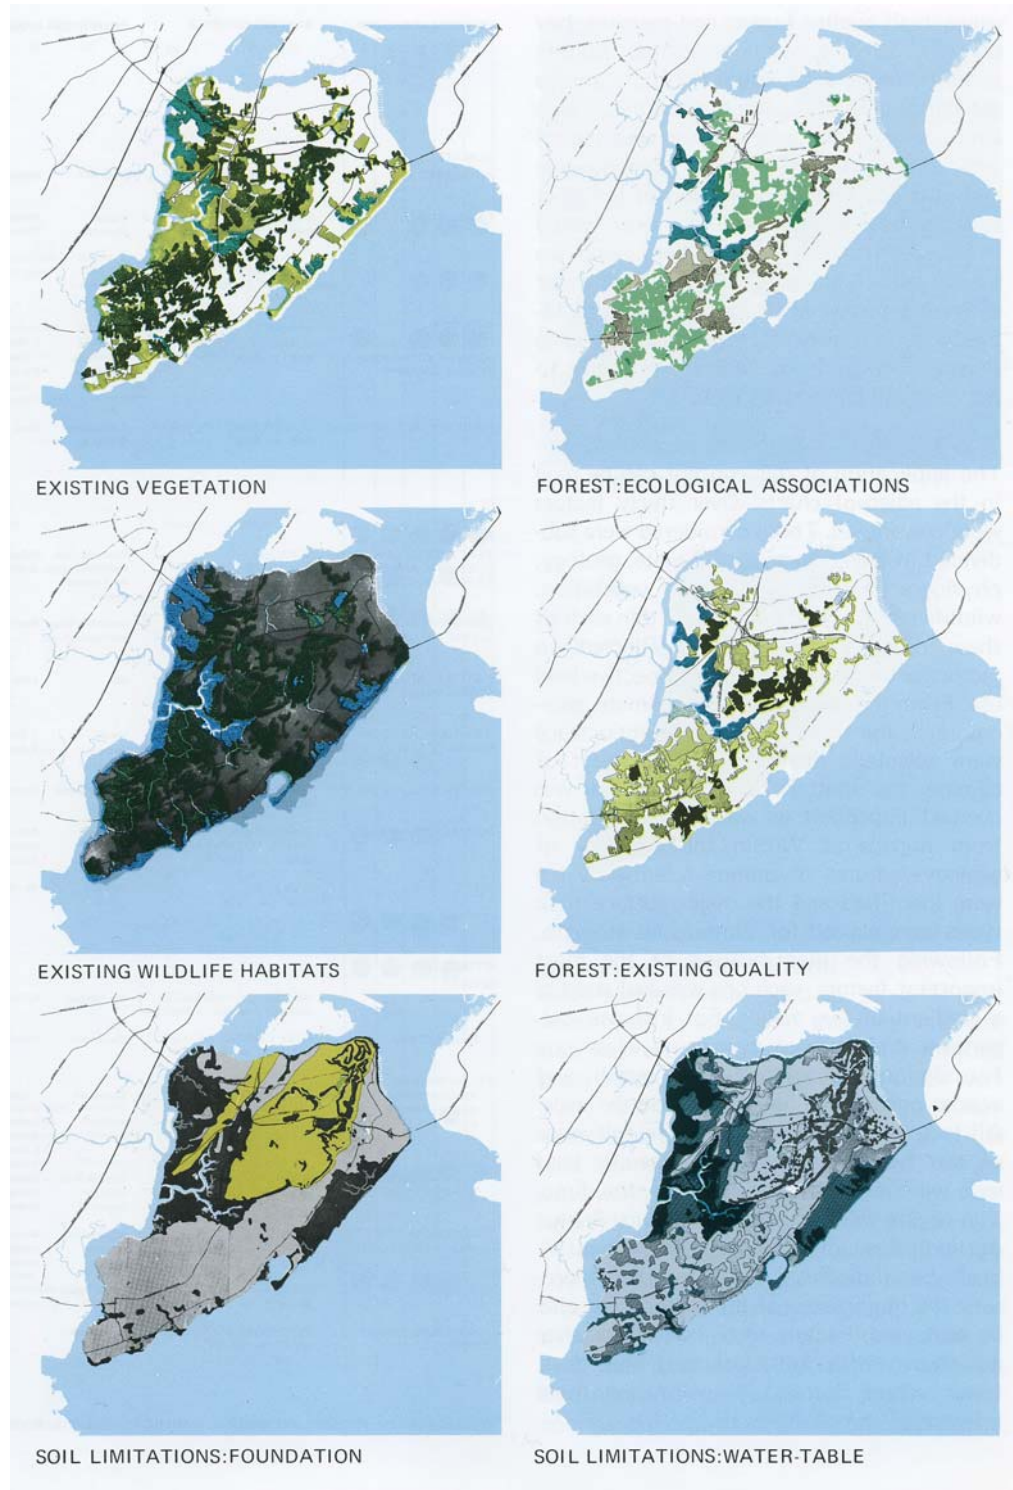 EXISTING VEGETATION
FOREST:ECOLOGICAL ASSOCIATIONS
EXISTING WILDLIFE HABITATS
FOREST:EXISTING QUALITY
SOIL LIMITATIONS:FOUNDATION
SOIL LIMITATIONS:WATER-TABLE